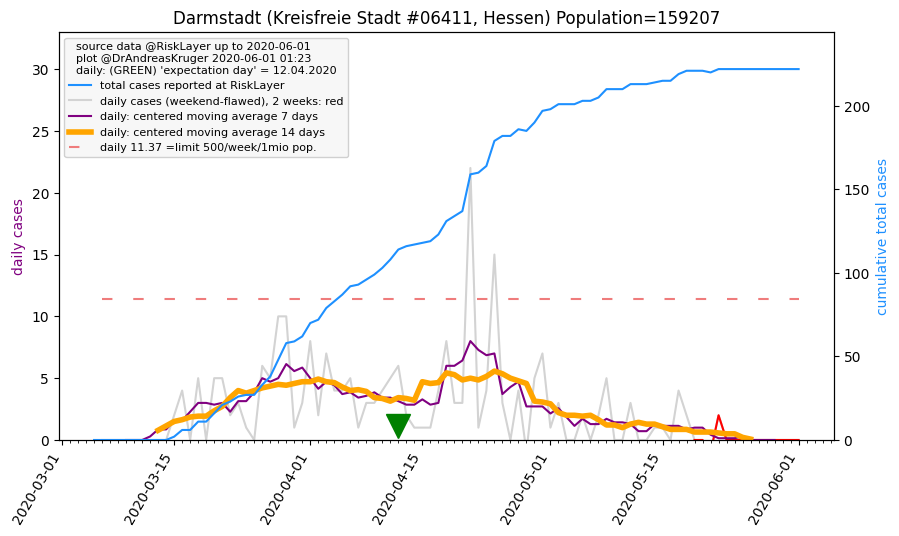 Darmstadt (Kreisfreie Stadt #06411, Hessen) Population=159207
source data @RiskLayer up to 2020-06-01
plot @DrAndreasKruger 2020-06-01 01:23
daily: (GREEN) 'expectation day' = 12.04.2020
total cases reported at RiskLayer
daily cases (weekend-flawed), 2 weeks: red
daily: centered moving average 7 days
daily: centered moving average 14 days
daily 11.37 =limit 500/week/1mio pop.
daily cases
30
25
20
15
10
5
0
200
150
100
50
0
cumulative total cases
2020-03-01
2020-03-15
2020-04-01
2020-04-15
2020-05-01
2020-05-15
2020-06-01